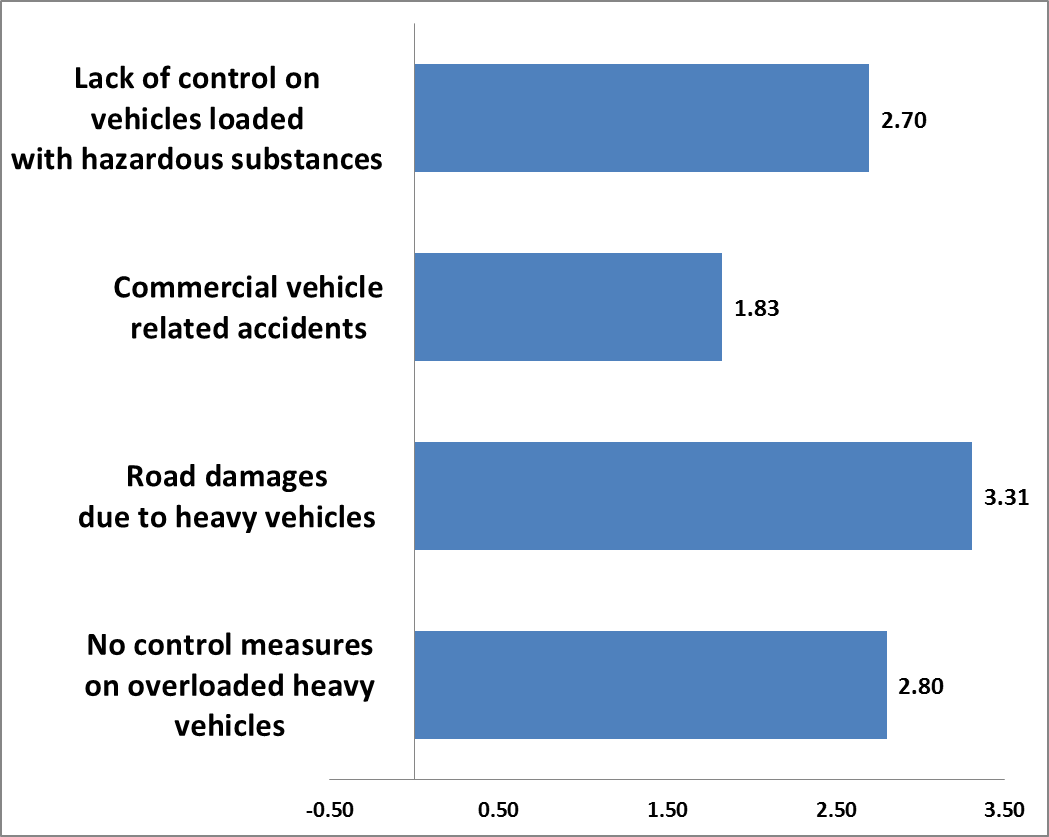 Lack of control on
vehicles loaded
with hazardous substances
2.70
Commercial vehicle
related accidents
1.83
Road damages
due to heavy vehicles
3.31
No control measures
on overloaded heavy
vehicles
2.80
-0.50 0.50 1.50 2.50 3.50